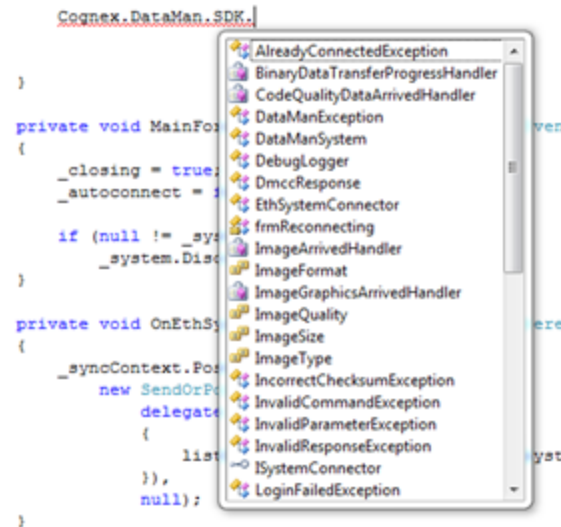 Cognex.DataMan.SDK.
AlreadyConnectedException
BinaryDataTransferProgressHandler
CodeQualityDataArrivedHandler
DataManException
DataManSystem
DebugLogger
DmccResponse
EthSystemConnector
frmReconnecting
ImageArrivedHandler
ImageFormat
ImageGraphicsArrivedHandler
ImageQuality
ImageSize
ImageType
IncorrectChecksumException
InvalidCommandException
InvalidParameterException
InvalidResponseException
ISystemConnector
LoginFailedException
}
private void MainFo
{
_closing = true;
_autoconnect =
if (null != _sys
_system.Disc
}
private void OnEthSy
{
_syncContext.Pos
new SendOrPo
delegate
{
list
}),
null);
}